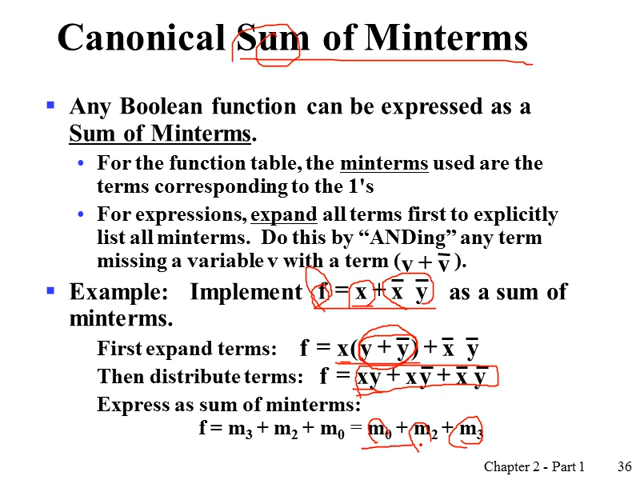 Canonical Sum of Minterms
▪ Any Boolean function can be expressed as a
Sum of Minterms.
• For the function table, the minterms used are the
terms corresponding to the 1's
• For expressions, expand all terms first to explicitly
list all minterms. Do this by “ANDing” any term
missing a variable v with a term (v + v̅ ).
▪ Example: Implement f = x + x̅ y̅ as a sum of
minterms.
First expand terms: f = x(y + y̅) + x̅ y̅
Then distribute terms: f = xy + xy̅ + x̅ y̅
Express as sum of minterms:
f = m₃ + m₂ + m₀ = m₀ + m₂ + m₃
Chapter 2 - Part 1 36